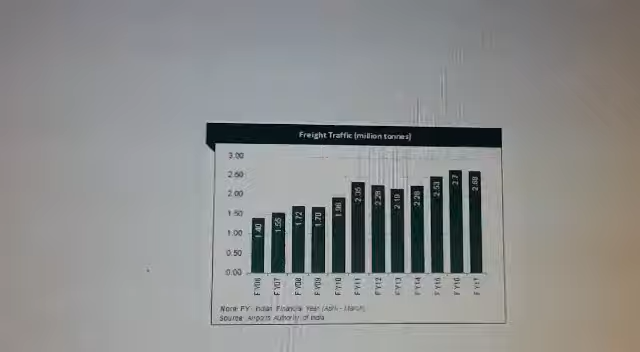 Freight Traffic (million tonnes)
3.00
2.50
2.00
1.50
1.00
0.50
0.00
1.40
1.55
1.72
1.70
1.96
2.35
2.28
2.19
2.28
2.53
2.7
FY06
FY07
FY08
FY09
FY10
FY11
FY12
FY13
FY14
FY15
FY16
FY17
Note: FY - Indian Financial Year (April - March)
Source: Airports Authority of India